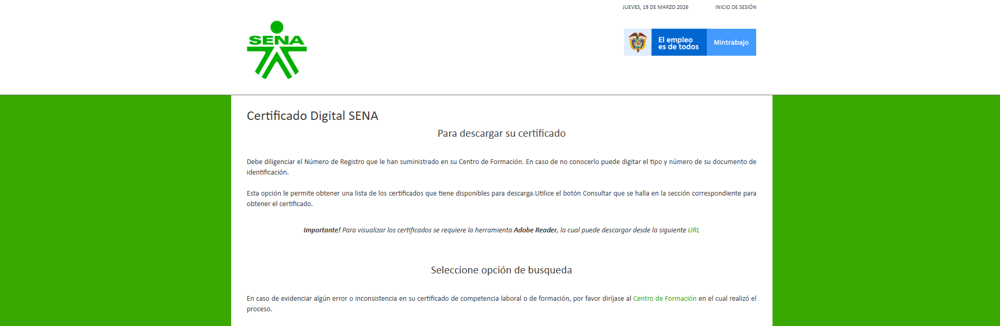 JUEVES, 19 DE MARZO 2026 INICIO DE SESIÓN
SENA
El empleo
es de todos
Mintrabajo
Certificado Digital SENA
Para descargar su certificado
Debe diligenciar el Número de Registro que le han suministrado en su Centro de Formación. En caso de no conocerlo puede digitar el tipo y número de su documento de
identificación.
Esta opción le permite obtener una lista de los certificados que tiene disponibles para descarga.Utilice el botón Consultar que se halla en la sección correspondiente para
obtener el certificado.
Importante! Para visualizar los certificados se requiere la herramienta Adobe Reader, la cual puede descargar desde la siguiente URL
Seleccione opción de busqueda
En caso de evidenciar algún error o inconsistencia en su certificado de competencia laboral o de formación, por favor diríjase al Centro de Formación en el cual realizó el
proceso.